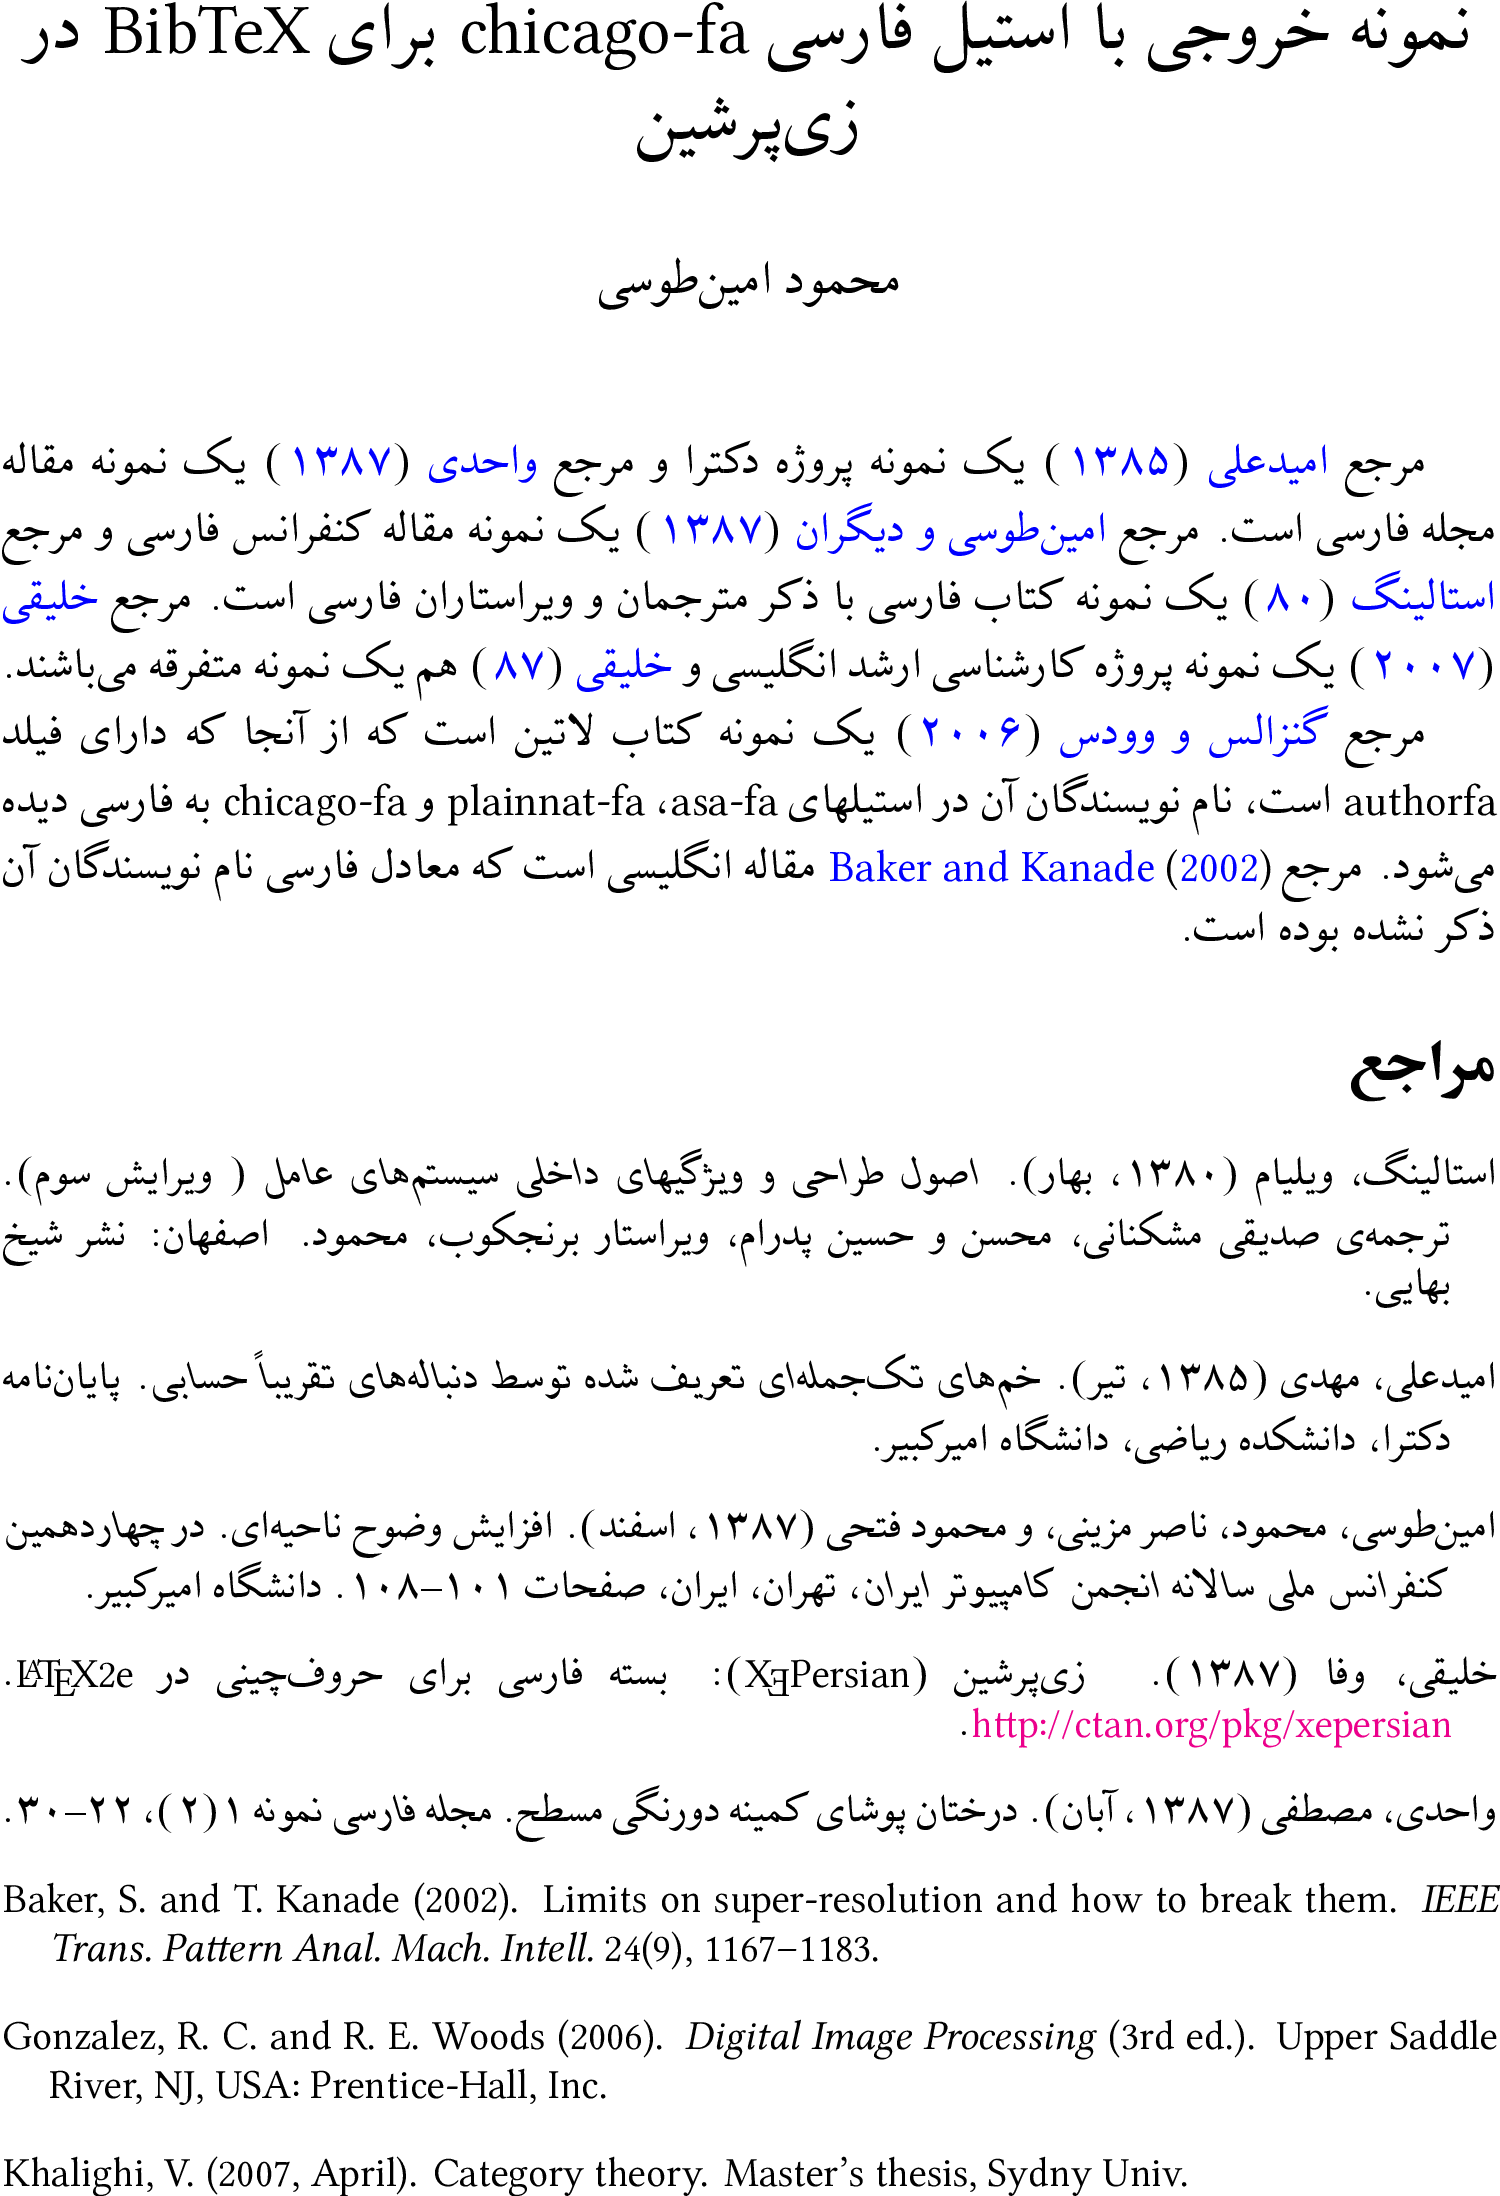 نمونه خروجی با استیل فارسی chicago-fa برای BibTeX در
زی‌پرشین
محمود امین‌طوسی
مرجع امیدعلی (۱۳۸۵) یک نمونه پروژه دکترا و مرجع واحدی (۱۳۸۷) یک نمونه مقاله
مجله فارسی است. مرجع امین‌طوسی و دیگران (۱۳۸۷) یک نمونه مقاله کنفرانس فارسی و مرجع
استالینگ (۸۰) یک نمونه کتاب فارسی با ذکر مترجمان و ویراستاران فارسی است. مرجع خلیقی
(۲۰۰۷) یک نمونه پروژه کارشناسی ارشد انگلیسی و خلیقی (۸۷) هم یک نمونه متفرقه می‌باشند.
مرجع گنزالس و وودس (۲۰۰۶) یک نمونه کتاب لاتین است که از آنجا که دارای فیلد
authorfa است، نام نویسندگان آن در استیلهای asa-fa، plainnat-fa و chicago-fa به فارسی دیده
می‌شود. مرجع Baker and Kanade (2002) مقاله انگلیسی است که معادل فارسی نام نویسندگان آن
ذکر نشده بوده است.
مراجع
استالینگ، ویلیام (۱۳۸۰، بهار). اصول طراحی و ویژگیهای داخلی سیستم‌های عامل ( ویرایش سوم).
ترجمه‌ی صدیقی مشکنانی، محسن و حسین پدرام، ویراستار برنجکوب، محمود. اصفهان: نشر شیخ
بهایی.
امیدعلی، مهدی (۱۳۸۵، تیر). خم‌های تک‌جمله‌ای تعریف شده توسط دنباله‌های تقریباً حسابی. پایان‌نامه
دکترا، دانشکده ریاضی، دانشگاه امیرکبیر.
امین‌طوسی، محمود، ناصر مزینی، و محمود فتحی (۱۳۸۷، اسفند). افزایش وضوح ناحیه‌ای. در چهاردهمین
کنفرانس ملی سالانه انجمن کامپیوتر ایران، تهران، ایران، صفحات ۱۰۱–۱۰۸. دانشگاه امیرکبیر.
خلیقی، وفا (۱۳۸۷). زی‌پرشین (XƎPersian): بسته فارسی برای حروف‌چینی در LATEX2e.
http://ctan.org/pkg/xepersian.
واحدی، مصطفی (۱۳۸۷، آبان). درختان پوشای کمینه دورنگی مسطح. مجله فارسی نمونه ۱(۲)، ۲۲–۳۰.
Baker, S. and T. Kanade (2002). Limits on super-resolution and how to break them. IEEE
Trans. Pattern Anal. Mach. Intell. 24(9), 1167–1183.
Gonzalez, R. C. and R. E. Woods (2006). Digital Image Processing (3rd ed.). Upper Saddle
River, NJ, USA: Prentice-Hall, Inc.
Khalighi, V. (2007, April). Category theory. Master's thesis, Sydny Univ.